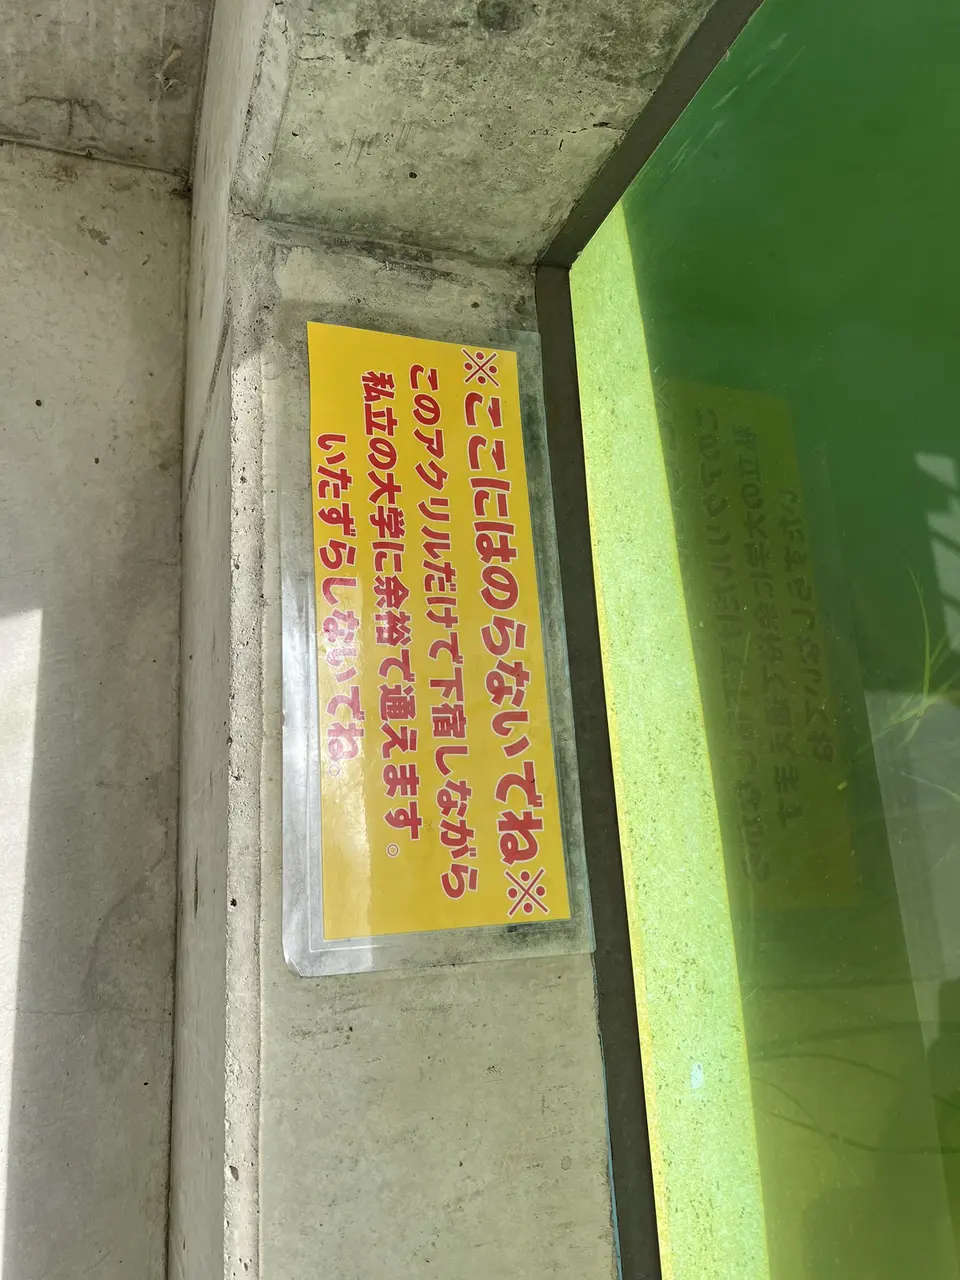 ※ここにはのらないでね※
このアクリルだけで下宿しながら
私立の大学に余裕で通えます。
いたずらしないでね。